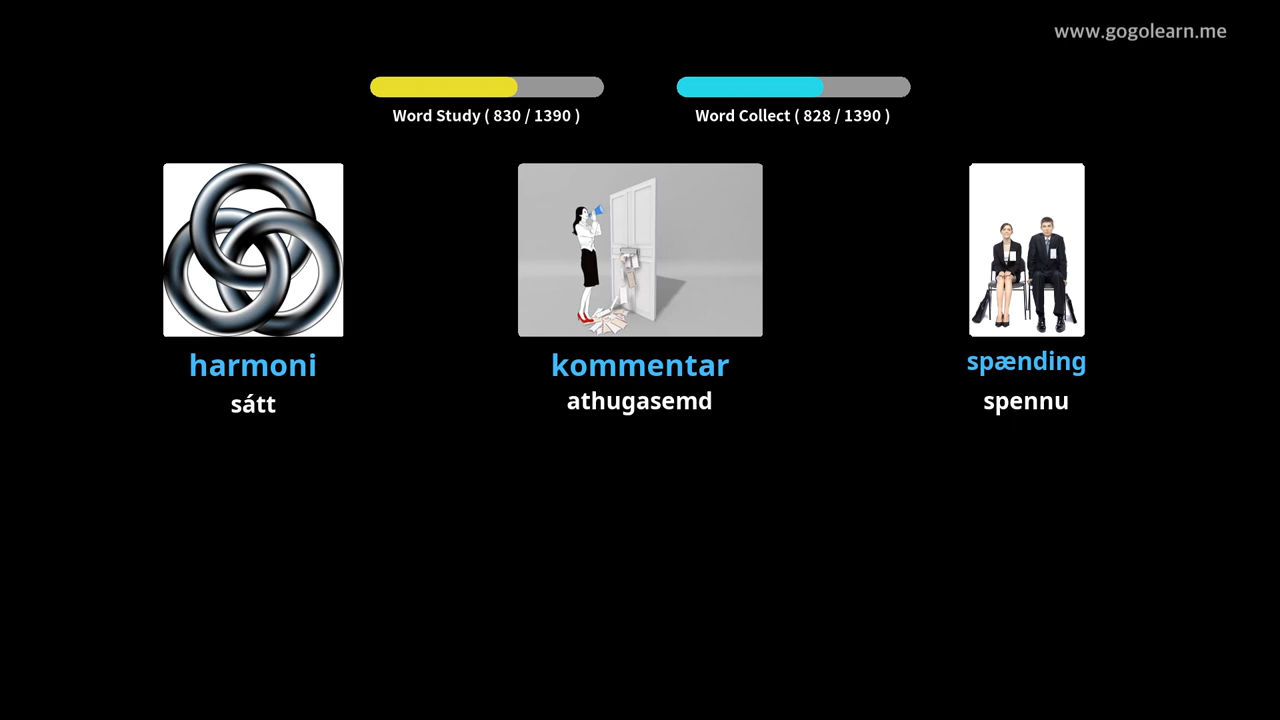 www.gogolearn.me
Word Study ( 830 / 1390 )
Word Collect ( 828 / 1390 )
harmoni
kommentar
spænding
sátt
athugasemd
spennu